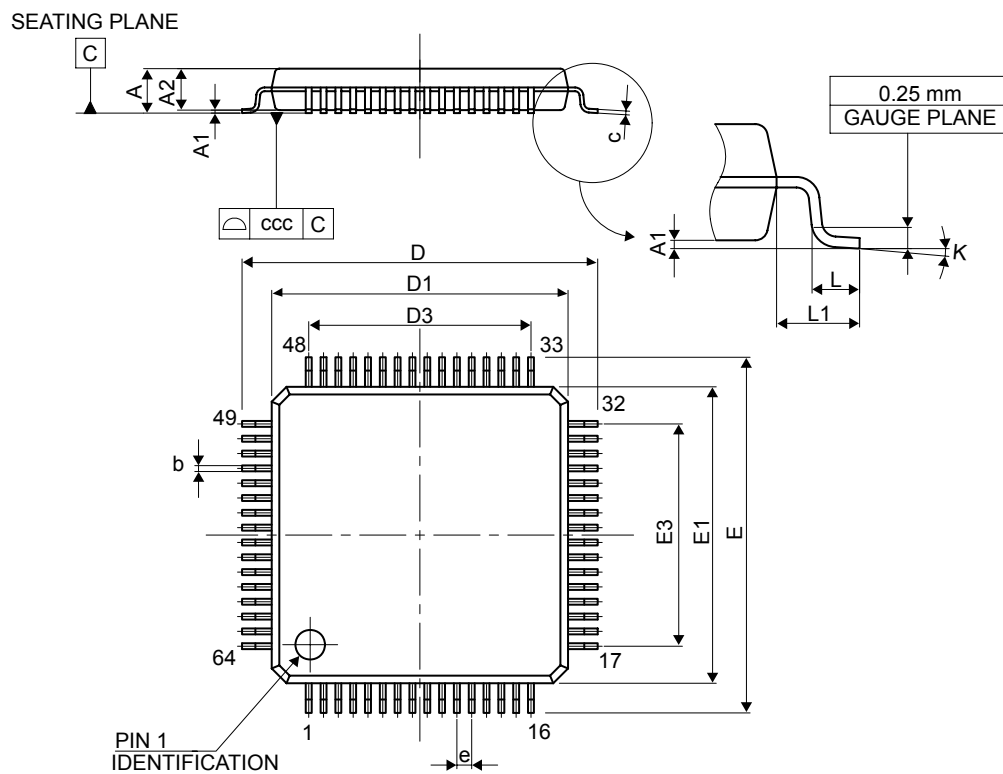 SEATING PLANE
C
A
A2
A1
c
0.25 mm
GAUGE PLANE
ccc C
A1
K
L
L1
D
D1
D3
48
33
49
32
b
E3
E1
E
64
17
1
16
e
PIN 1
IDENTIFICATION